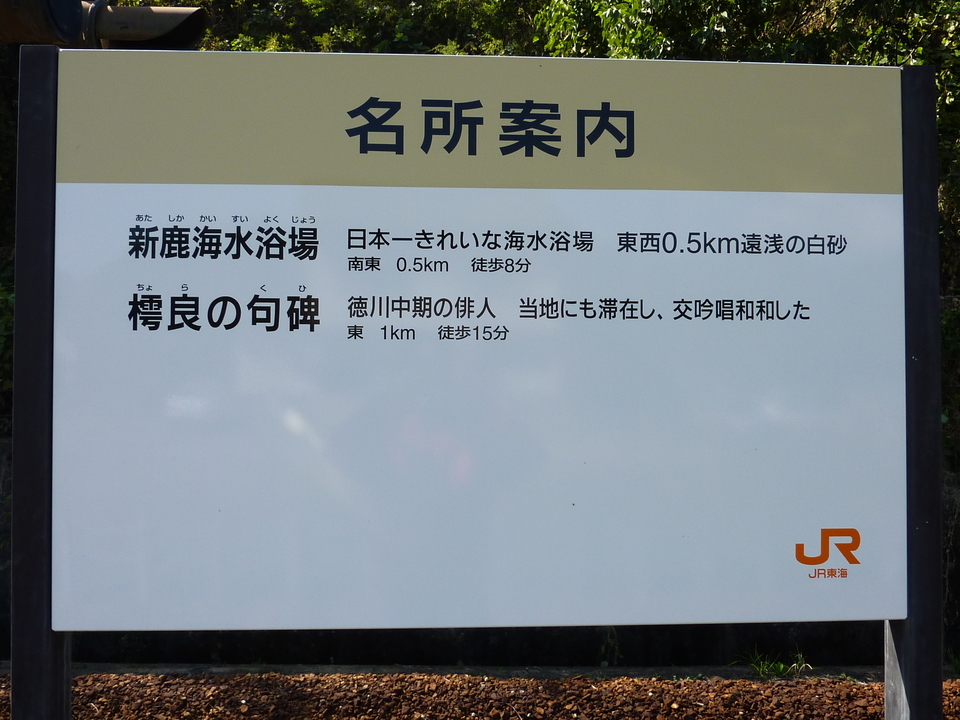 名所案内
あた しか かい すい よく じょう
新鹿海水浴場 日本一きれいな海水浴場 東西0.5km遠浅の白砂
南東 0.5km 徒歩8分
ちょ ら く ひ
樗良の句碑 徳川中期の俳人 当地にも滞在し、交吟唱和和した
東 1km 徒歩15分
JR
JR東海